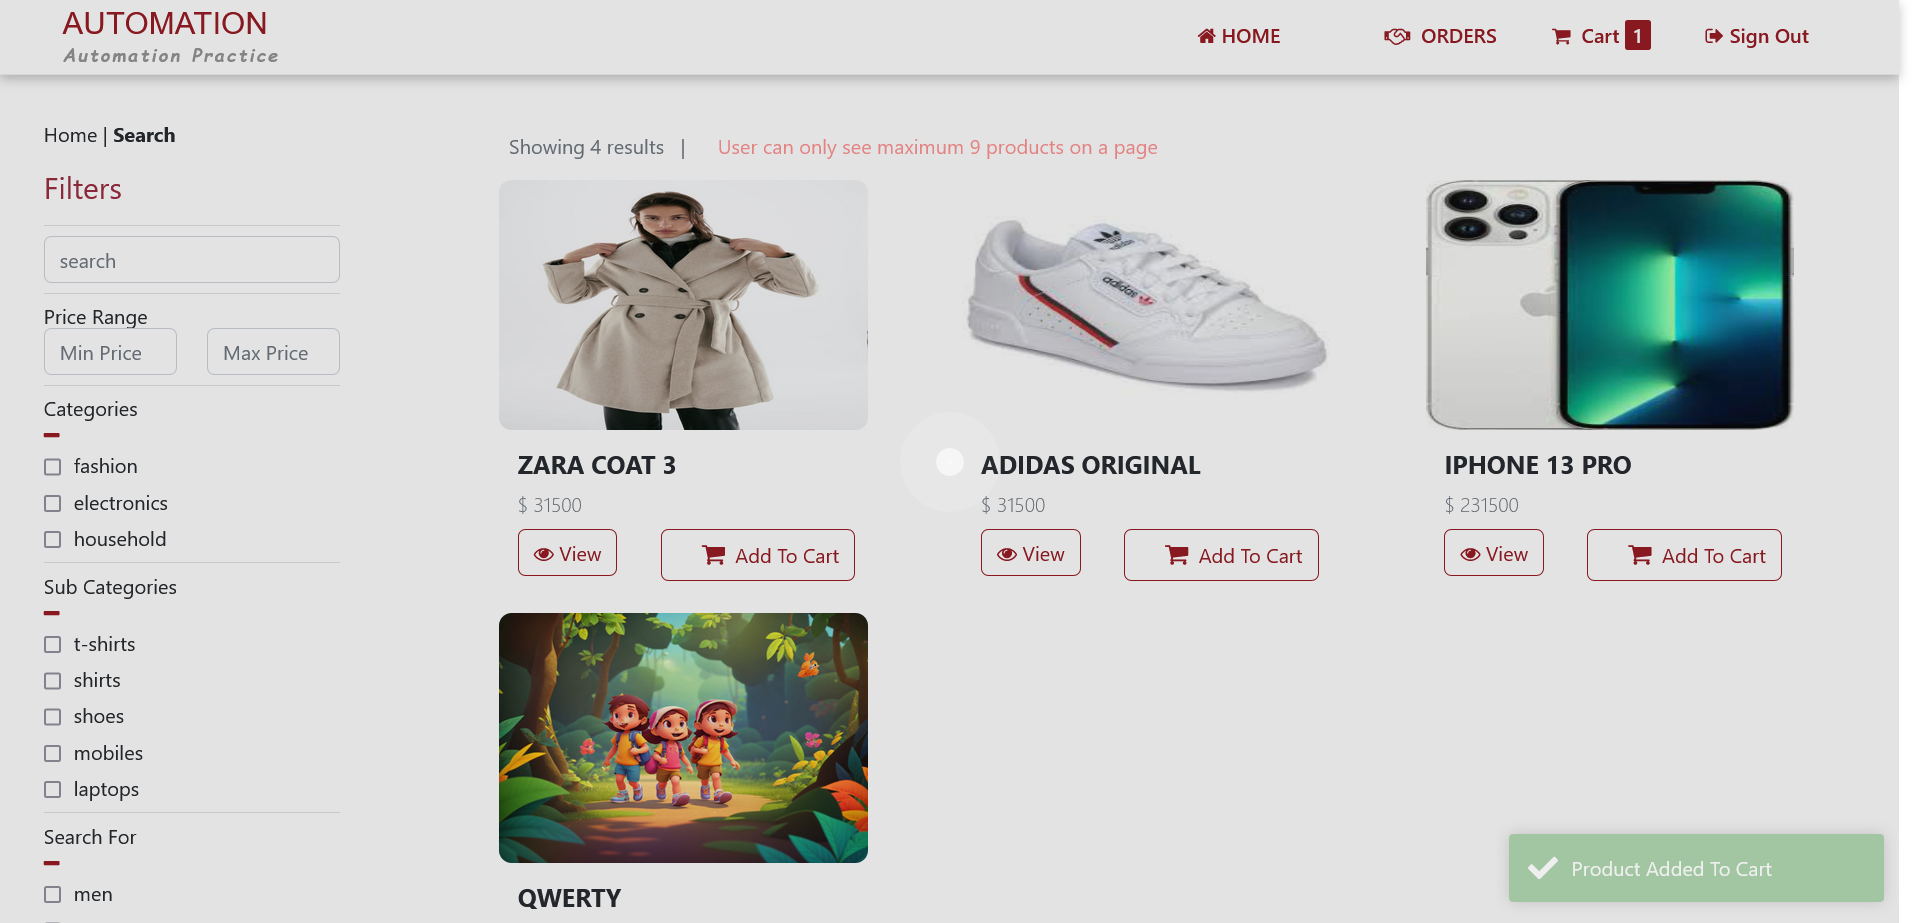 AUTOMATION
Automation Practice
HOME
ORDERS
Cart 1
Sign Out
Home | Search
Filters
search
Price Range
Min Price
Max Price
Categories
fashion
electronics
household
Sub Categories
t-shirts
shirts
shoes
mobiles
laptops
Search For
men
Showing 4 results |
User can only see maximum 9 products on a page
adidas
adidas
ZARA COAT 3
$ 31500
View
Add To Cart
ADIDAS ORIGINAL
$ 31500
View
Add To Cart
IPHONE 13 PRO
$ 231500
View
Add To Cart
QWERTY
Product Added To Cart